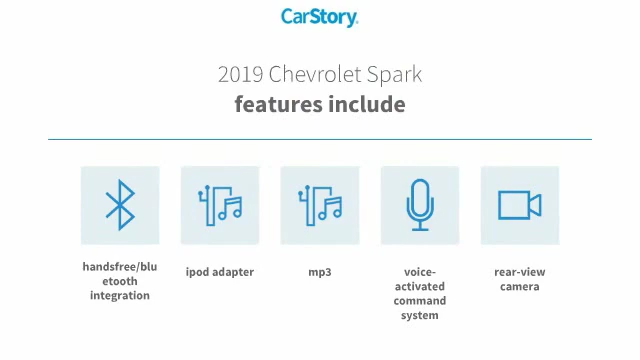 CarStory
2019 Chevrolet Spark
features include
handsfree/blu
etooth
integration
ipod adapter
mp3
voice-
activated
command
system
rear-view
camera